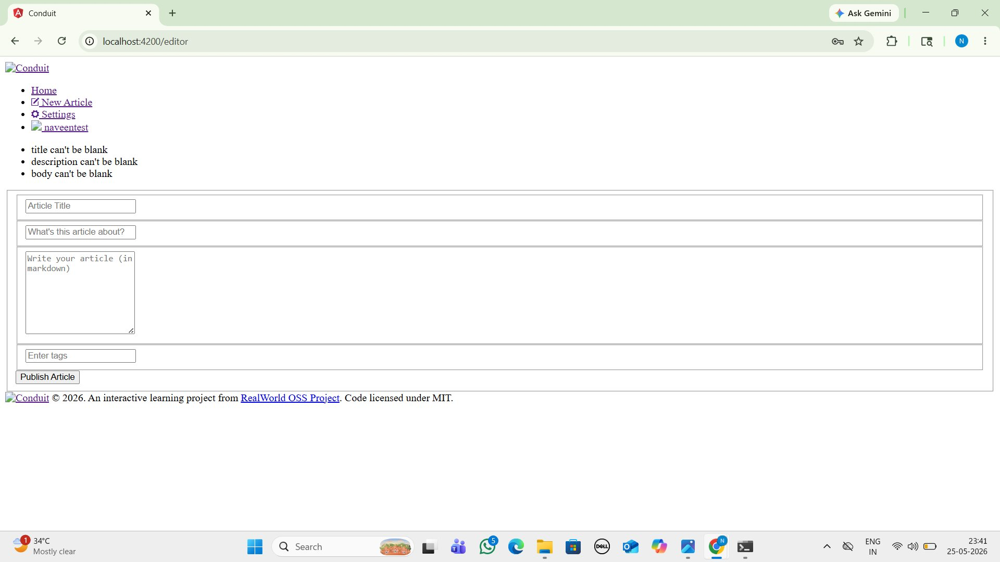 Conduit
Ask Gemini
localhost:4200/editor
N
Conduit
Home
New Article
Settings
naveentest
title can't be blank
description can't be blank
body can't be blank
Article Title
What's this article about?
Write your article (in
markdown)
Enter tags
Publish Article
Conduit © 2026. An interactive learning project from RealWorld OSS Project. Code licensed under MIT.
1
34°C
Mostly clear
Search
T
5
DELL
O
N
ENG
IN
23:41
25-05-2026